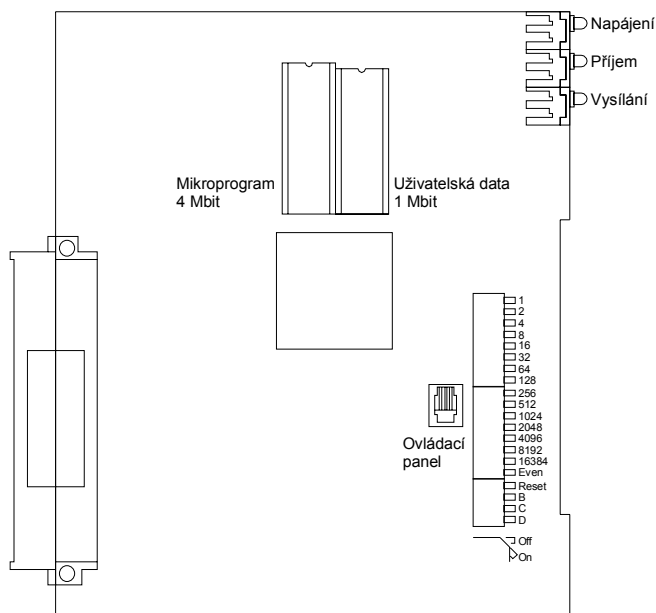 Napájení
Příjem
Vysílání
Mikroprogram
4 Mbit
Uživatelská data
1 Mbit
1
2
4
8
16
32
64
128
256
512
1024
2048
4096
8192
16384
Even
Ovládací
panel
Reset
B
C
D
Off
On